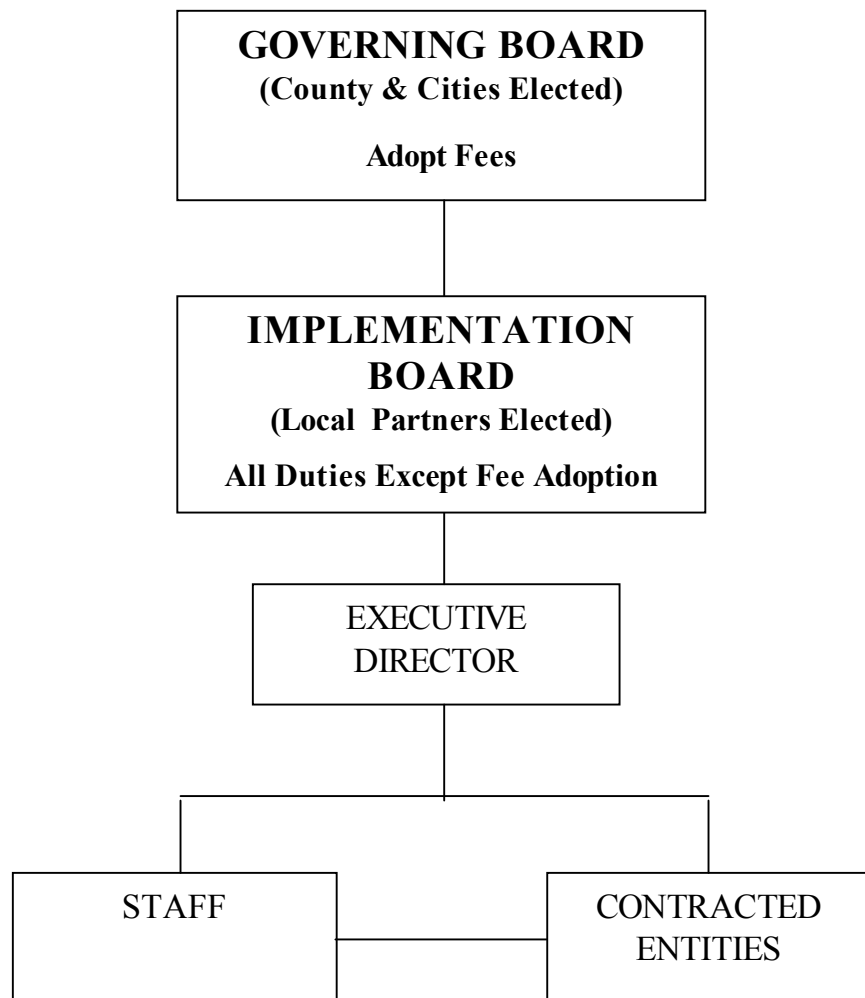 GOVERNING BOARD
(County & Cities Elected)
Adopt Fees
IMPLEMENTATION
BOARD
(Local Partners Elected)
All Duties Except Fee Adoption
EXECUTIVE
DIRECTOR
STAFF
CONTRACTED
ENTITIES